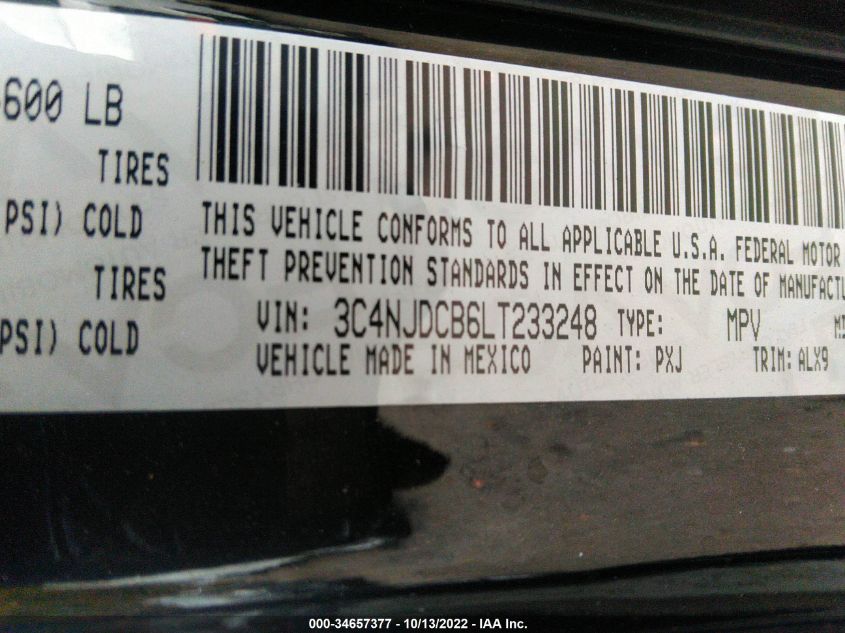 600 LB
TIRES
PSI) COLD
TIRES
PSI) COLD
THIS VEHICLE CONFORMS TO ALL APPLICABLE U.S.A. FEDERAL MOTOR
THEFT PREVENTION STANDARDS IN EFFECT ON THE DATE OF MANUFACTU
VIN: 3C4NJDCB6LT233248 TYPE: MPV
VEHICLE MADE IN MEXICO PAINT: PXJ TRIM: ALX9
000-34657377 - 10/13/2022 - IAA Inc.